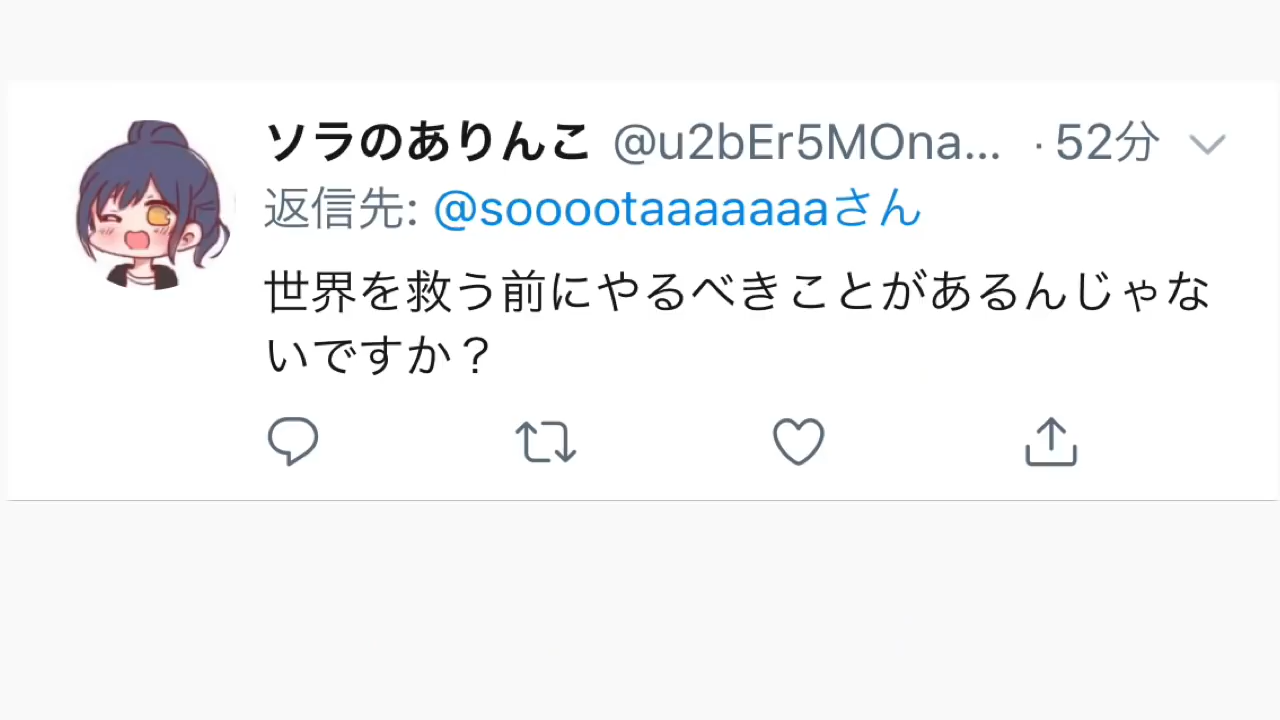 ソラのありんこ @u2bEr5MOna... ·52分
返信先: @sooootaaaaaaaさん
世界を救う前にやるべきことがあるんじゃな
いですか？